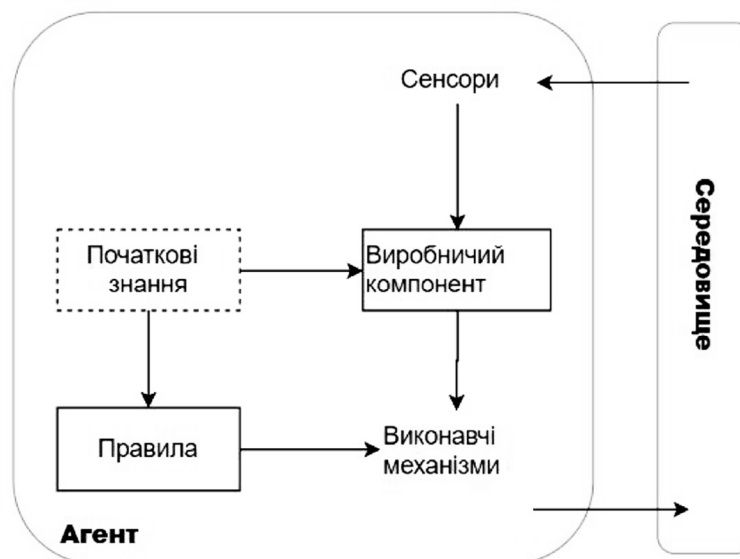 Сенсори
Середовище
Початкові
знання
Виробничий
компонент
Правила
Виконавчі
механізми
Агент